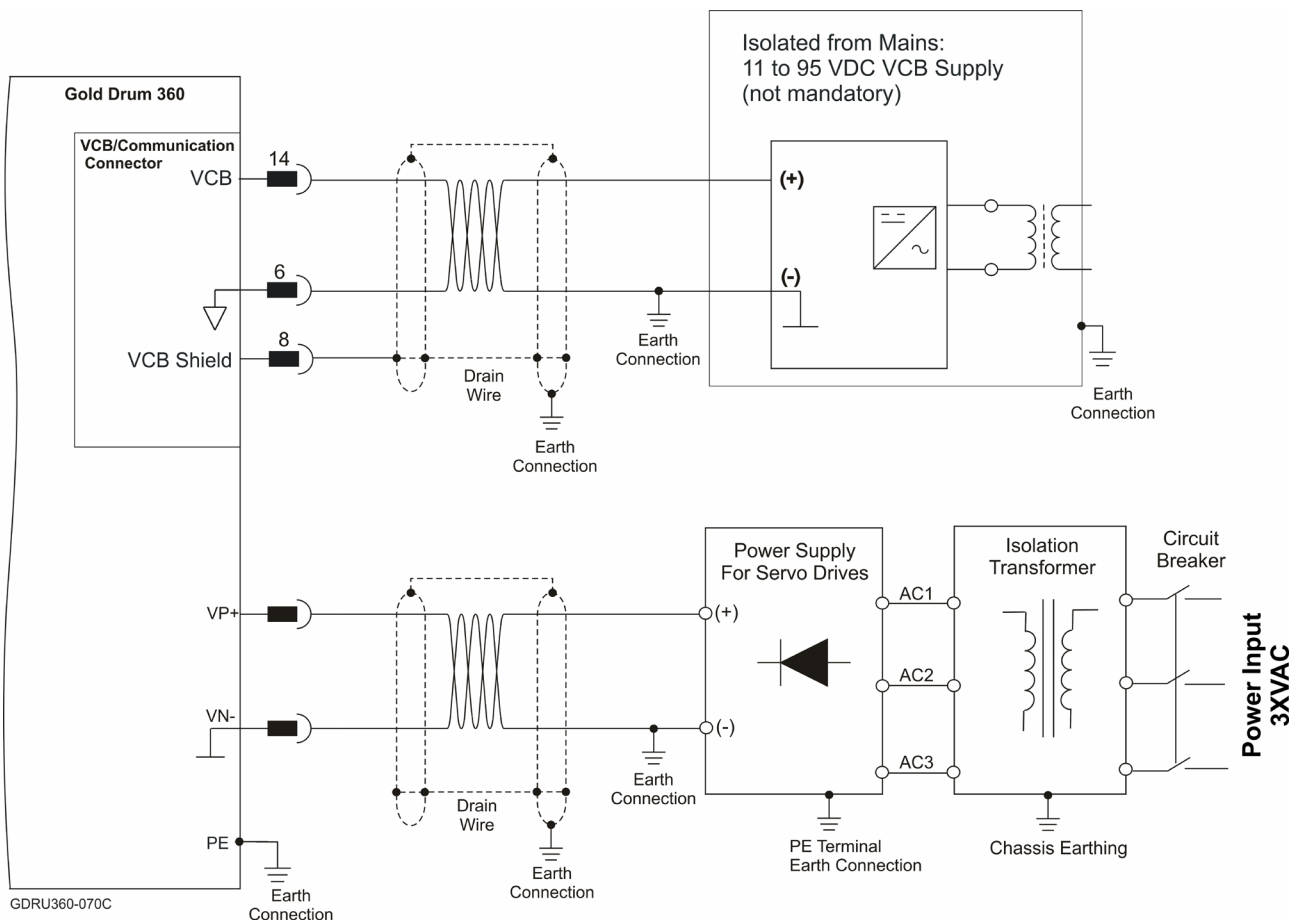 Isolated from Mains:
11 to 95 VDC VCB Supply
(not mandatory)
Gold Drum 360
VCB/Communication
Connector
VCB
14
(+)
6
(-)
VCB Shield
8
Drain
Wire
Earth
Connection
Earth
Connection
Earth
Connection
Power Supply
For Servo Drives
Isolation
Transformer
Circuit
Breaker
VP+
(+)
AC1
AC2
VN-
(-)
AC3
Power Input
3XVAC
Drain
Wire
Earth
Connection
PE
Earth
Connection
Earth
Connection
PE Terminal
Earth Connection
Chassis Earthing
GDRU360-070C